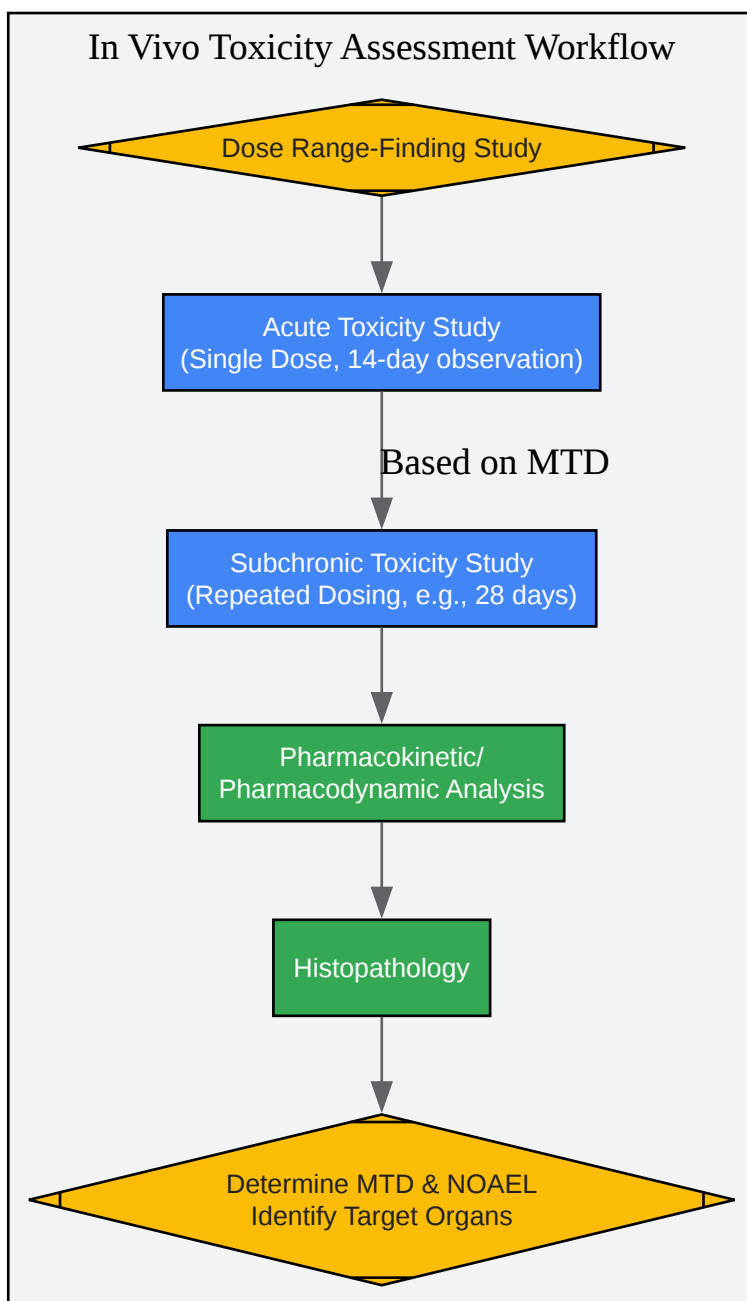 In Vivo Toxicity Assessment Workflow
Dose Range-Finding Study
Acute Toxicity Study
(Single Dose, 14-day observation)
Based on MTD
Subchronic Toxicity Study
(Repeated Dosing, e.g., 28 days)
Pharmacokinetic/
Pharmacodynamic Analysis
Histopathology
Determine MTD & NOAEL
Identify Target Organs